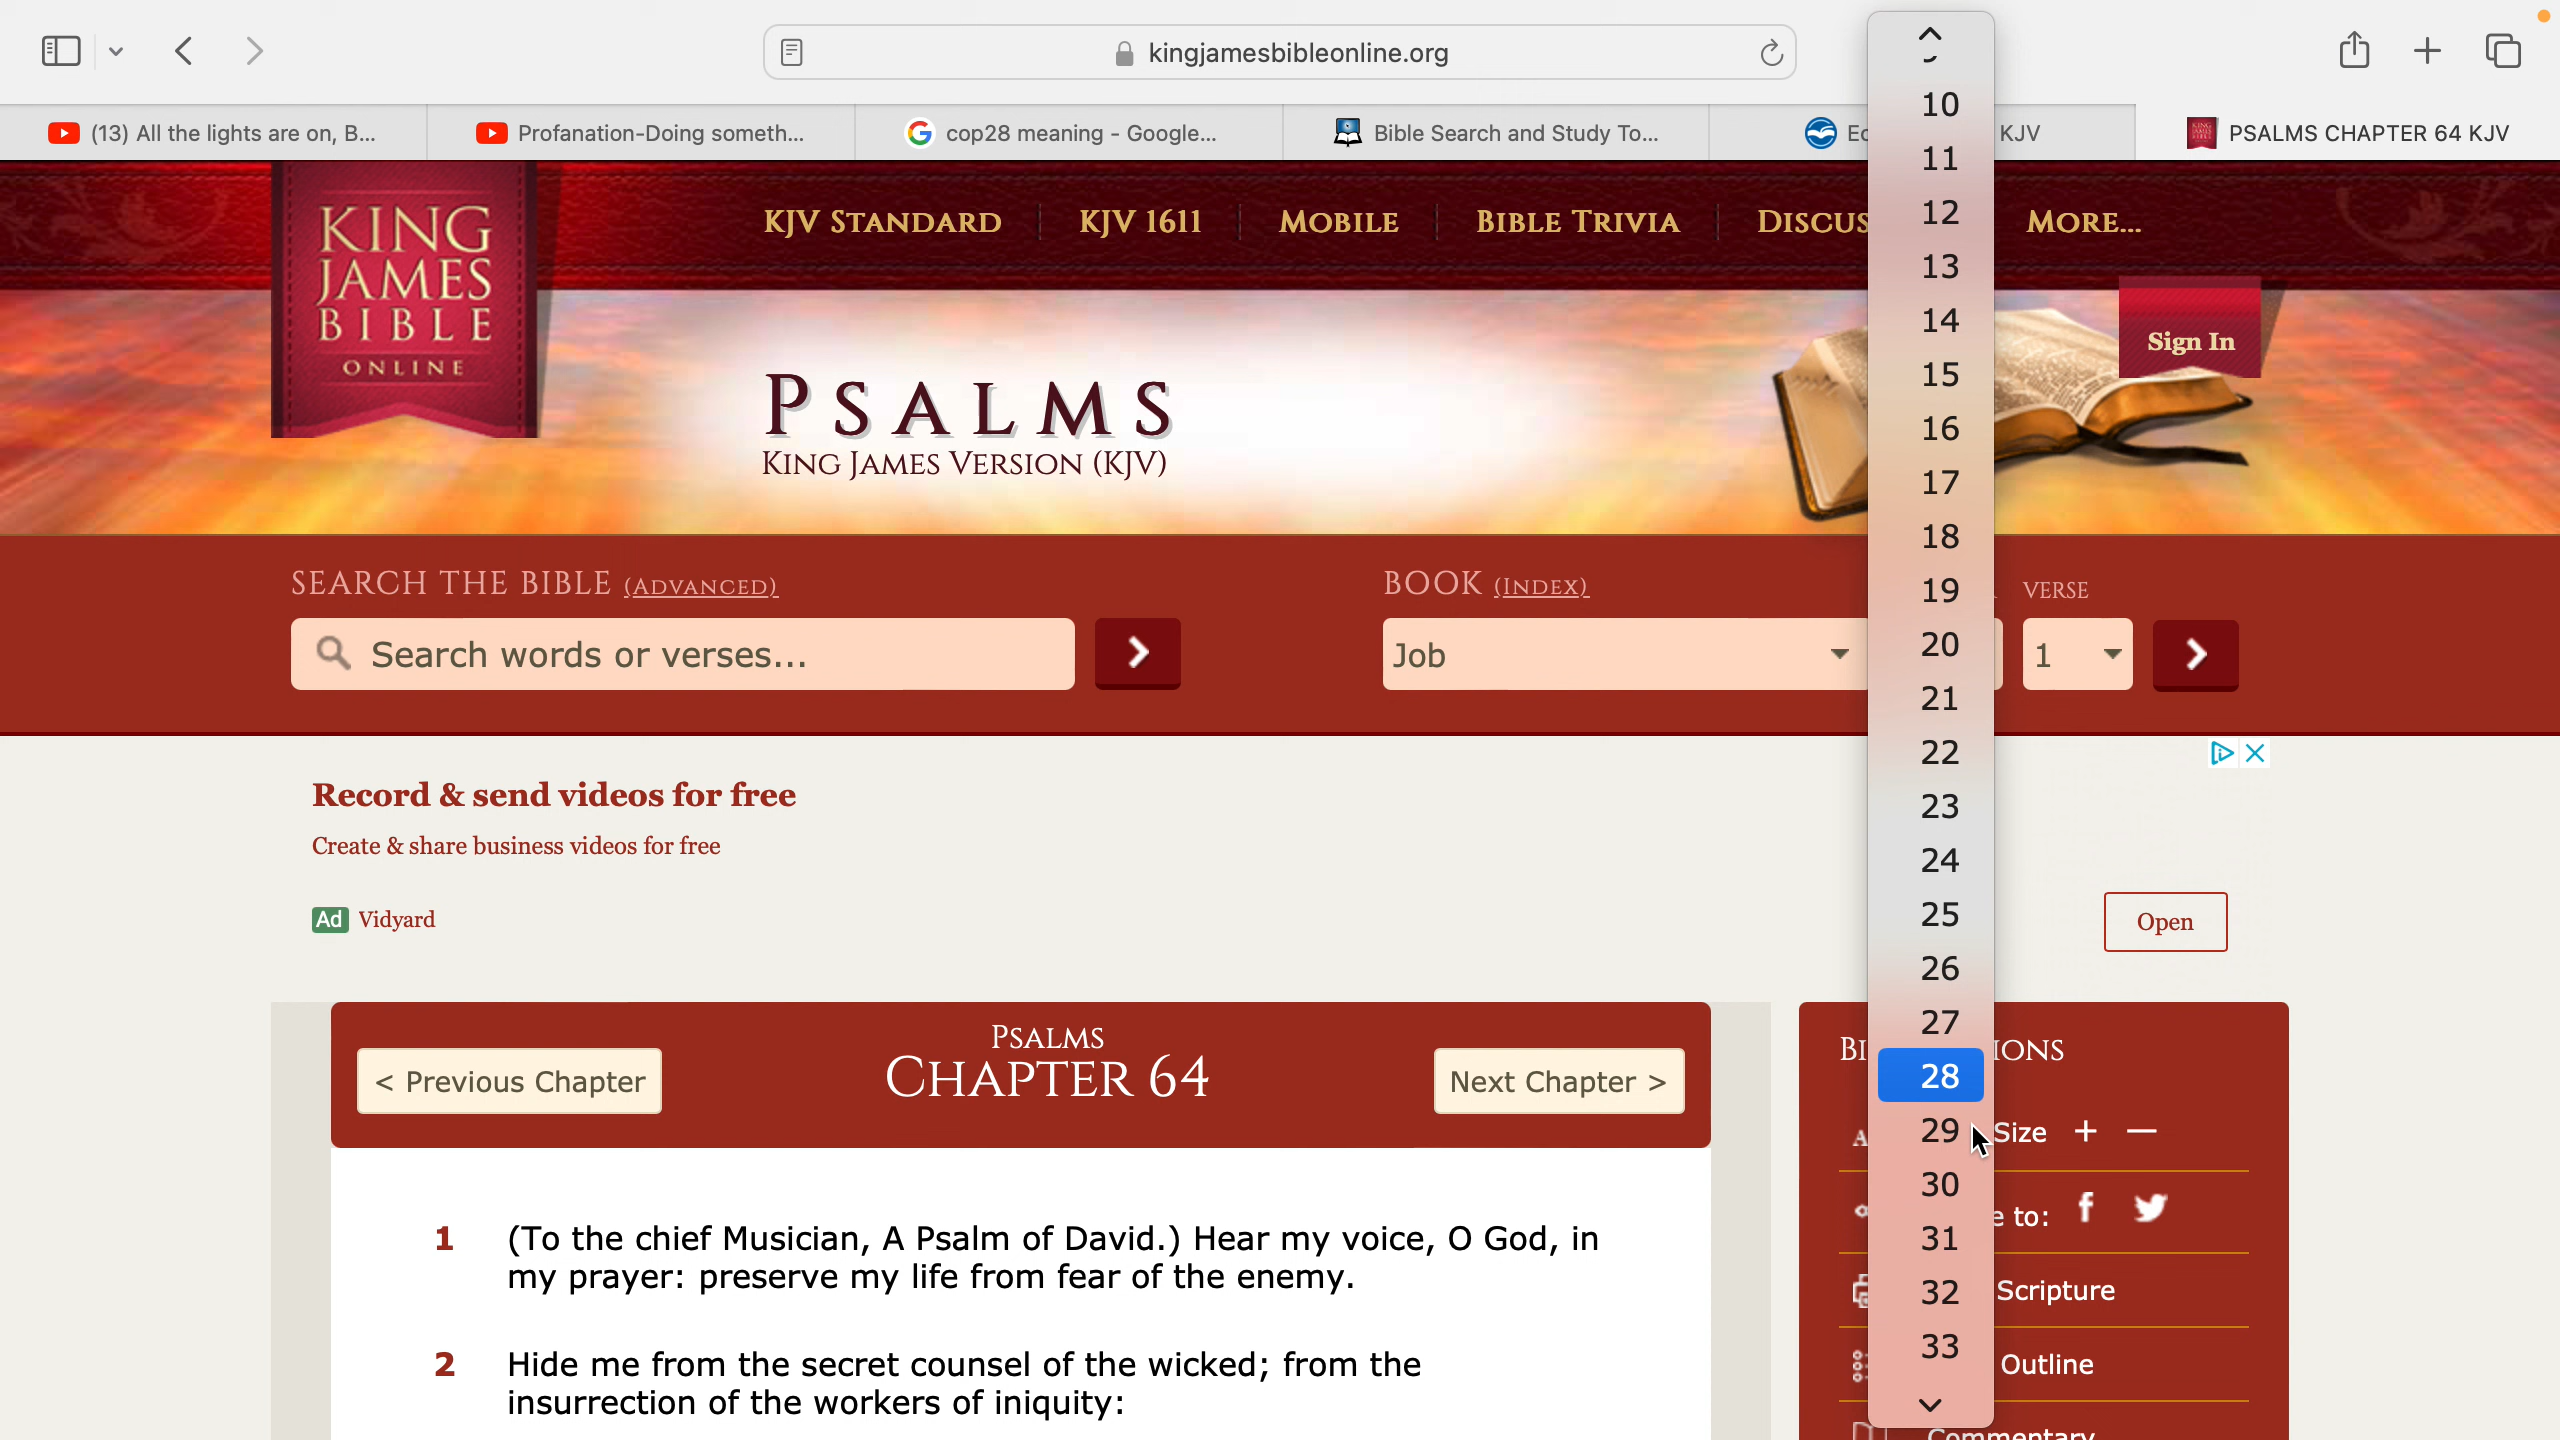 kingjamesbibleonline.org
(13) All the lights are on, B...
Profanation-Doing someth...
cop28 meaning - Google...
Bible Search and Study To...
KJV
PSALMS CHAPTER 64 KJV
KING
JAMES
BIBLE
ONLINE
KJV STANDARD
KJV 1611
MOBILE
BIBLE TRIVIA
MORE...
Sign In
PSALMS
KING JAMES VERSION (KJV)
SEARCH THE BIBLE (ADVANCED)
BOOK (INDEX)
VERSE
Search words or verses...
Job
1
10
11
12
13
14
15
16
17
18
19
20
21
22
23
24
25
26
27
28
29
30
31
32
33
Record & send videos for free
Create & share business videos for free
Ad Vidyard
Open
PSALMS
CHAPTER 64
< Previous Chapter
Next Chapter >
1 (To the chief Musician, A Psalm of David.) Hear my voice, O God, in
my prayer: preserve my life from fear of the enemy.
2 Hide me from the secret counsel of the wicked; from the
insurrection of the workers of iniquity:
Size + —
to:
Scripture
Outline
Commentary